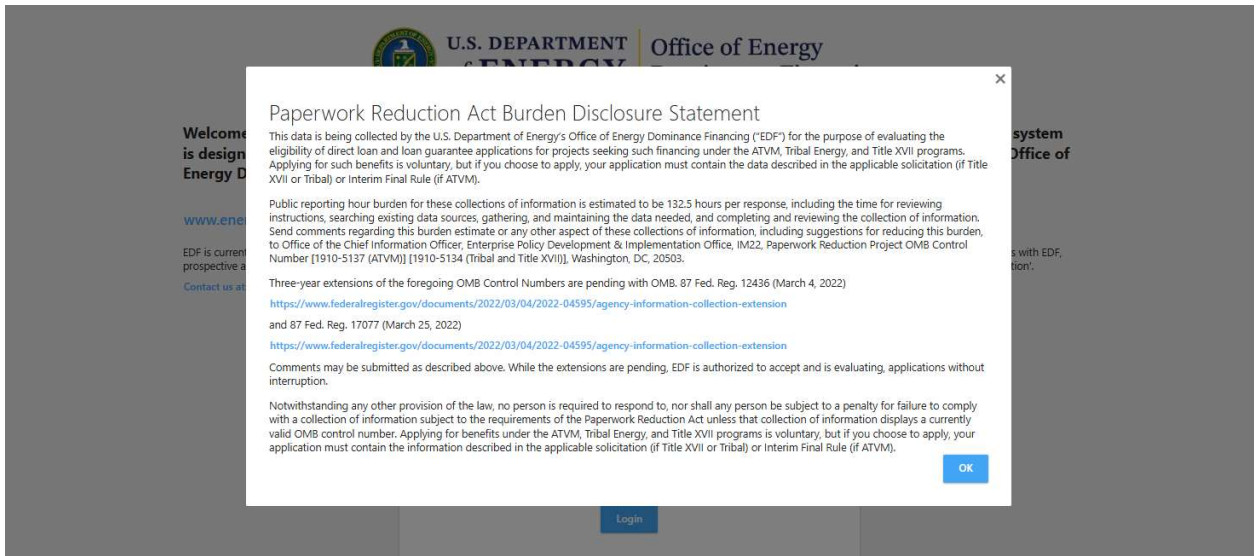 U.S. DEPARTMENT
Office of Energy
×
Paperwork Reduction Act Burden Disclosure Statement
This data is being collected by the U.S. Department of Energy's Office of Energy Dominance Financing ("EDF") for the purpose of evaluating the
eligibility of direct loan and loan guarantee applications for projects seeking such financing under the ATVM, Tribal Energy, and Title XVII programs.
Applying for such benefits is voluntary, but if you choose to apply, your application must contain the data described in the applicable solicitation (if Title
XVII or Tribal) or Interim Final Rule (if ATVM).
Public reporting hour burden for these collections of information is estimated to be 132.5 hours per response, including the time for reviewing
instructions, searching existing data sources, gathering, and maintaining the data needed, and completing and reviewing the collection of information.
Send comments regarding this burden estimate or any other aspect of these collections of information, including suggestions for reducing this burden,
to Office of the Chief Information Officer, Enterprise Policy Development & Implementation Office, IM22, Paperwork Reduction Project OMB Control
Number [1910-5137 (ATVM)] [1910-5134 (Tribal and Title XVII)], Washington, DC, 20503.
Three-year extensions of the foregoing OMB Control Numbers are pending with OMB. 87 Fed. Reg. 12436 (March 4, 2022)
https://www.federalregister.gov/documents/2022/03/04/2022-04595/agency-information-collection-extension
and 87 Fed. Reg. 17077 (March 25, 2022)
https://www.federalregister.gov/documents/2022/03/04/2022-04595/agency-information-collection-extension
Comments may be submitted as described above. While the extensions are pending, EDF is authorized to accept and is evaluating, applications without
interruption.
Notwithstanding any other provision of the law, no person is required to respond to, nor shall any person be subject to a penalty for failure to comply
with a collection of information subject to the requirements of the Paperwork Reduction Act unless that collection of information displays a currently
valid OMB control number. Applying for benefits under the ATVM, Tribal Energy, and Title XVII programs is voluntary, but if you choose to apply, your
application must contain the information described in the applicable solicitation (if Title XVII or Tribal) or Interim Final Rule (if ATVM).
OK
Welcome
system
is design
Office of
Energy D
www.ene
EDF is current
s with EDF,
prospective a
tion'.
Contact us at
Login